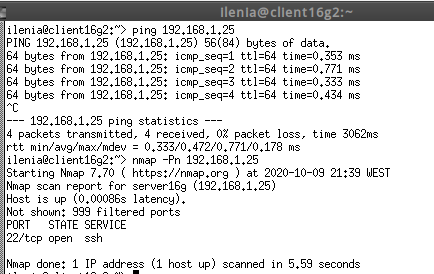 ilenia@client16g2:~
ilenia@client16g2:~> ping 192.168.1.25
PING 192.168.1.25 (192.168.1.25) 56(84) bytes of data.
64 bytes from 192.168.1.25: icmp_seq=1 ttl=64 time=0.353 ms
64 bytes from 192.168.1.25: icmp_seq=2 ttl=64 time=0.771 ms
64 bytes from 192.168.1.25: icmp_seq=3 ttl=64 time=0.333 ms
64 bytes from 192.168.1.25: icmp_seq=4 ttl=64 time=0.434 ms
^C
--- 192.168.1.25 ping statistics ---
4 packets transmitted, 4 received, 0% packet loss, time 3062ms
rtt min/avg/max/mdev = 0.333/0.472/0.771/0.178 ms
ilenia@client16g2:~> nmap -Pn 192.168.1.25
Starting Nmap 7.70 ( https://nmap.org ) at 2020-10-09 21:39 WEST
Nmap scan report for server16g (192.168.1.25)
Host is up (0.00086s latency).
Not shown: 999 filtered ports
PORT   STATE SERVICE
22/tcp open  ssh
Nmap done: 1 IP address (1 host up) scanned in 5.59 seconds